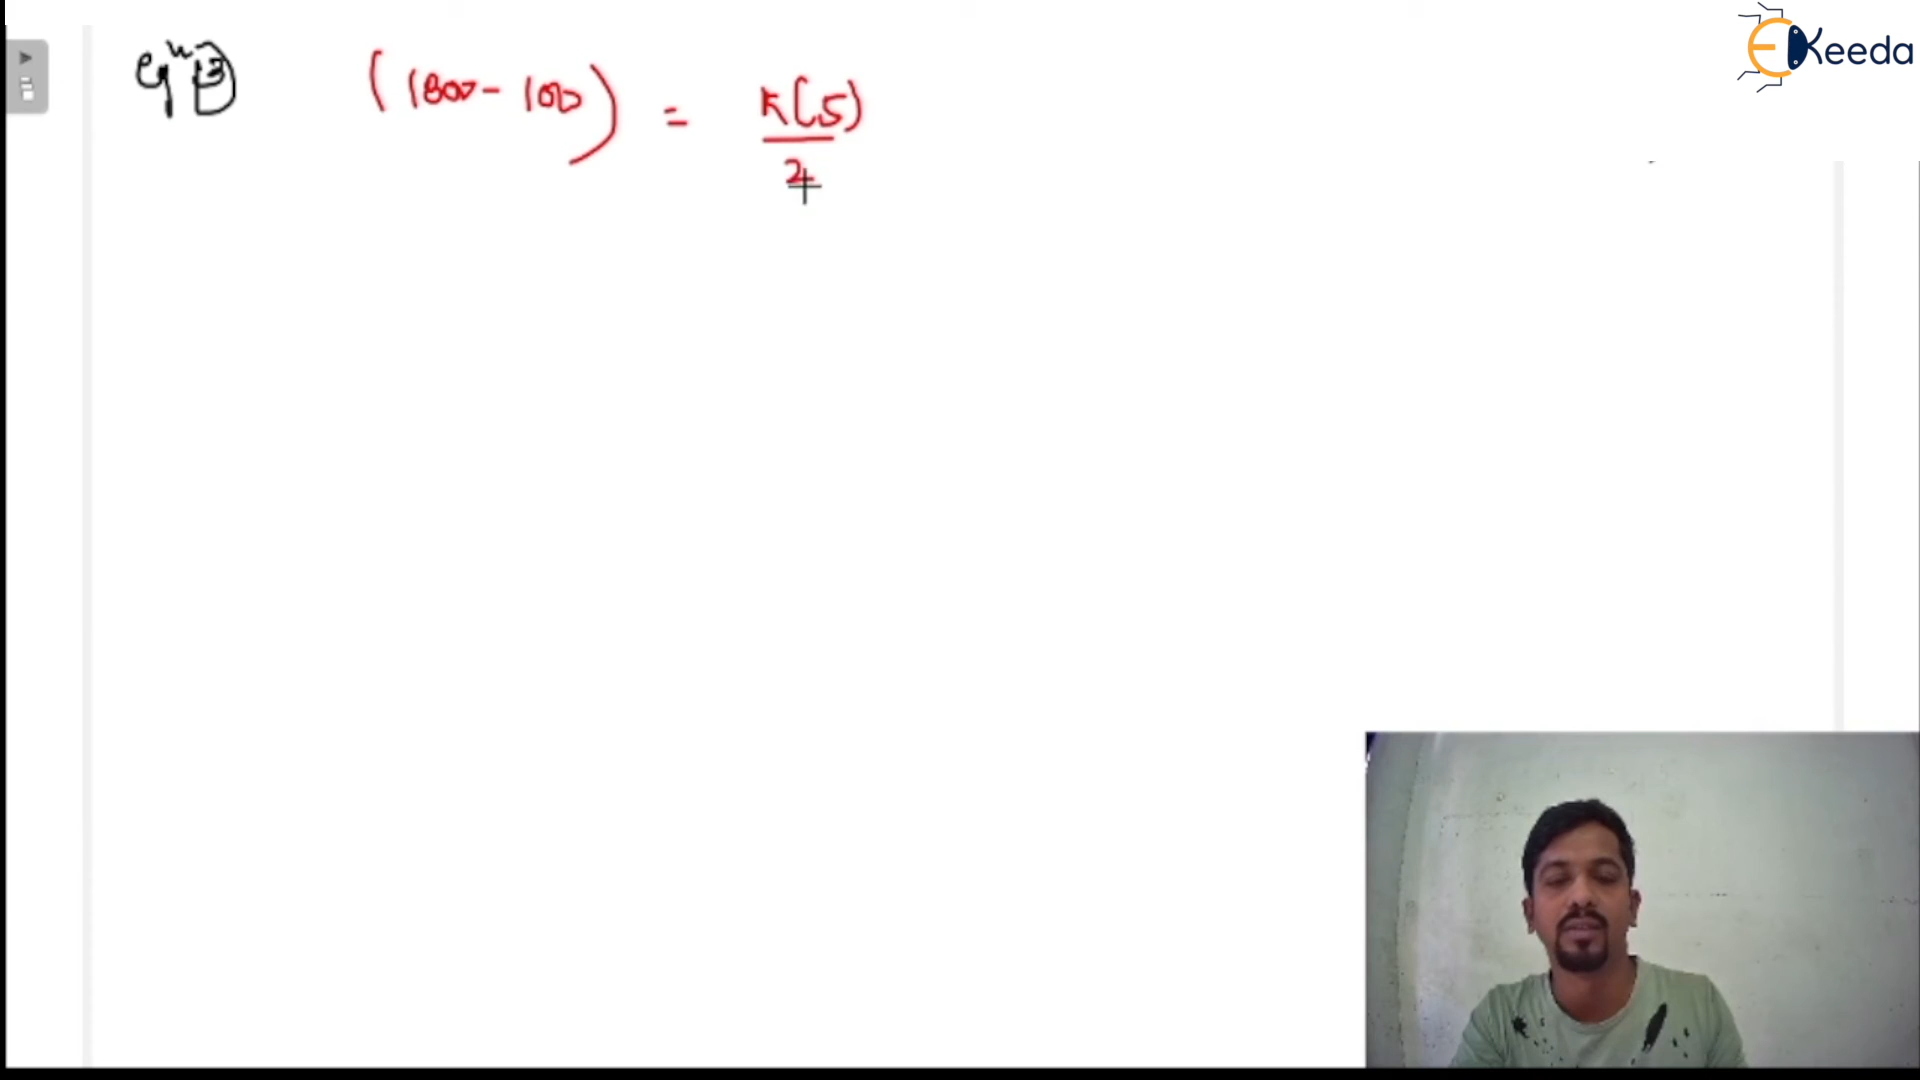 Keeda
eqⁿ ③ (1800 - 100) = K(5)
2